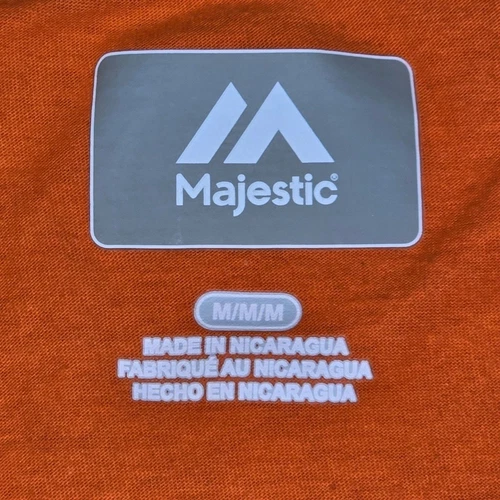 Majestic®
M/M/M
MADE IN NICARAGUA
FABRIQUÉ AU NICARAGUA
HECHO EN NICARAGUA